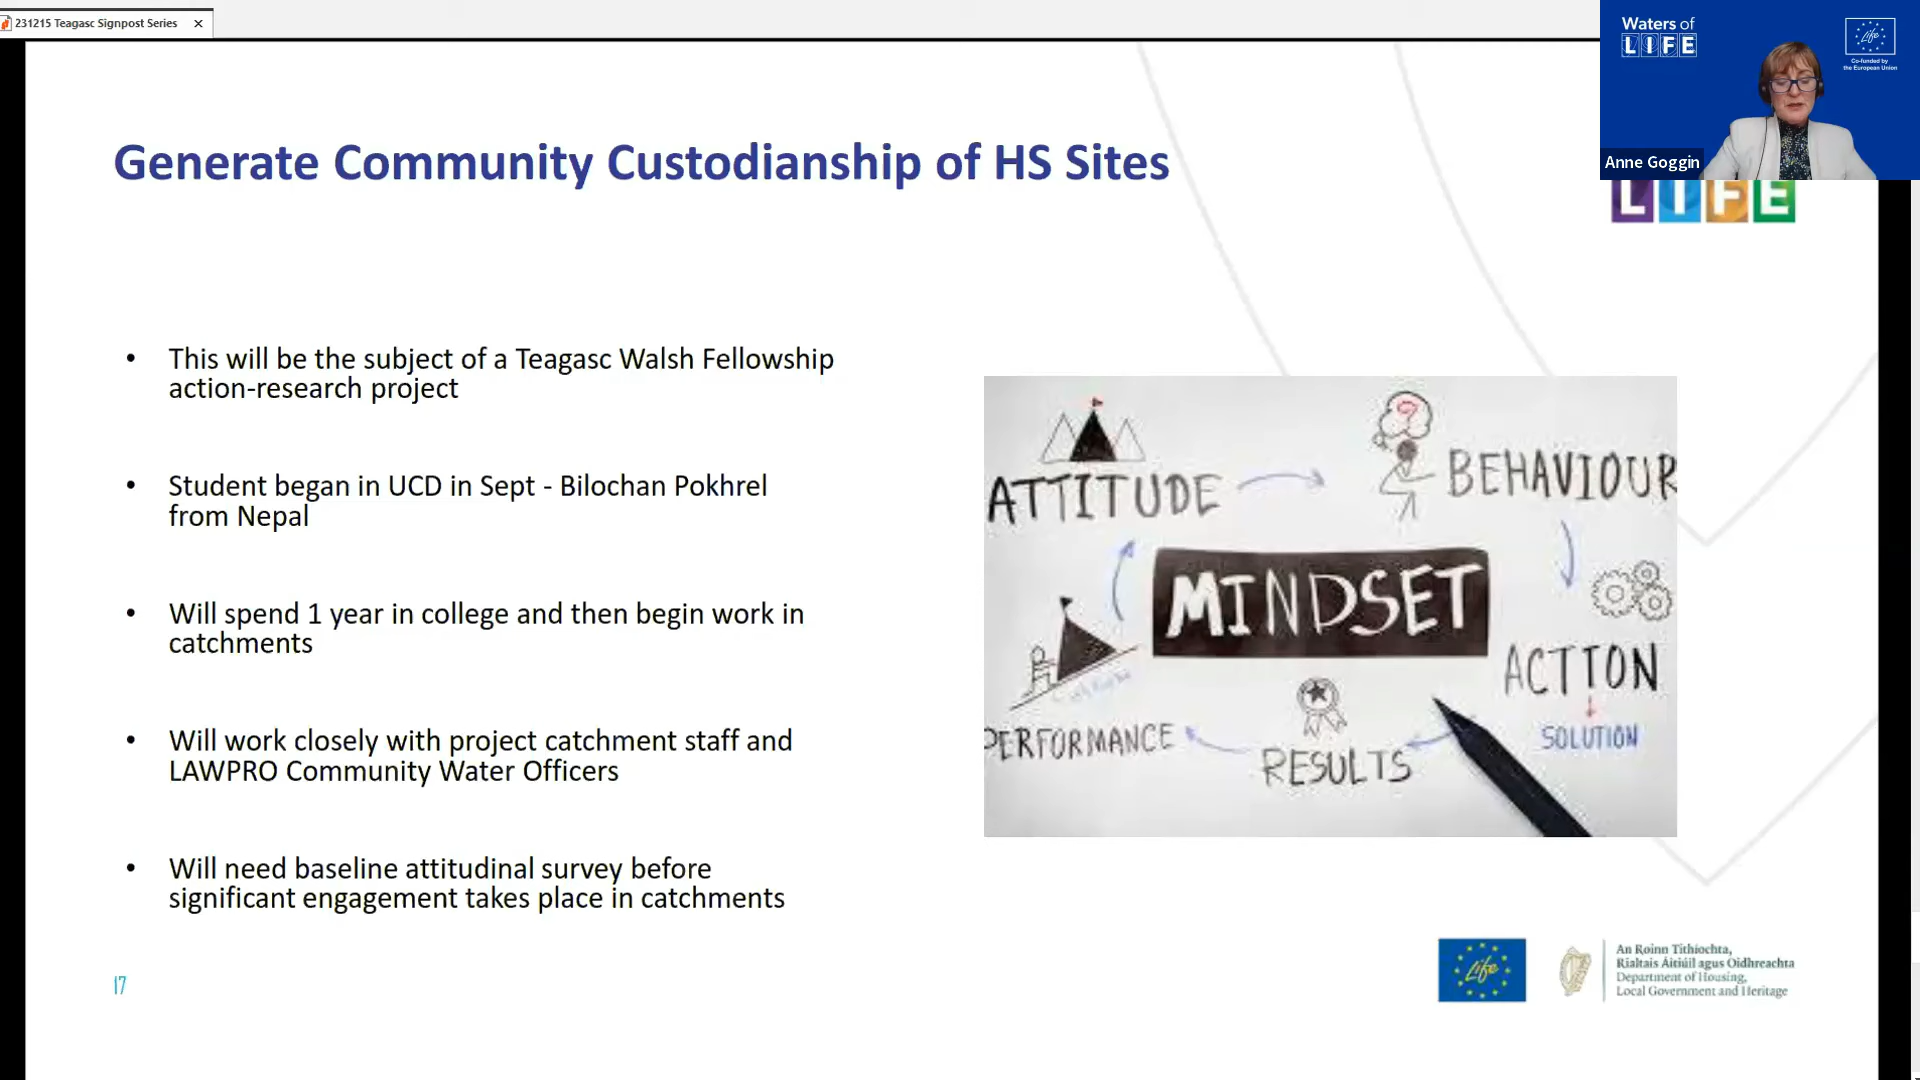 231215 Teagasc Signpost Series
Waters of
LIFE
Life
Co-funded by
the European Union
Anne Goggin
LIFE
Generate Community Custodianship of HS Sites
• This will be the subject of a Teagasc Walsh Fellowship
action-research project
• Student began in UCD in Sept - Bilochan Pokhrel
from Nepal
• Will spend 1 year in college and then begin work in
catchments
• Will work closely with project catchment staff and
LAWPRO Community Water Officers
• Will need baseline attitudinal survey before
significant engagement takes place in catchments
ATTITUDE
BEHAVIOUR
MINDSET
ACTION
SOLUTION
PERFORMANCE
RESULTS
17
Life
An Roinn Tithíochta,
Rialtais Áitiúil agus Oidhreachta
Department of Housing,
Local Government and Heritage